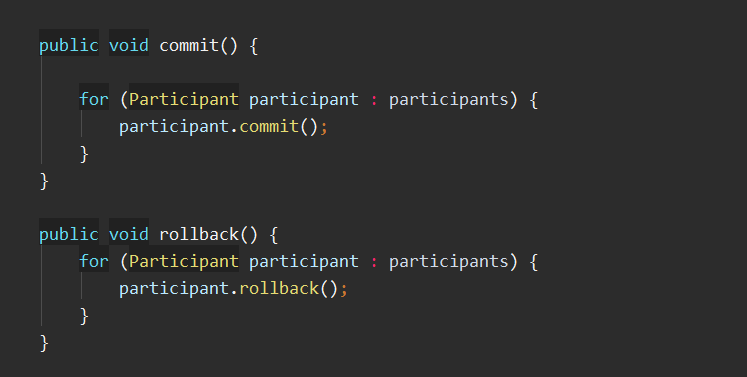 public void commit() {
for (Participant participant : participants) {
participant.commit();
}
}
public void rollback() {
for (Participant participant : participants) {
participant.rollback();
}
}